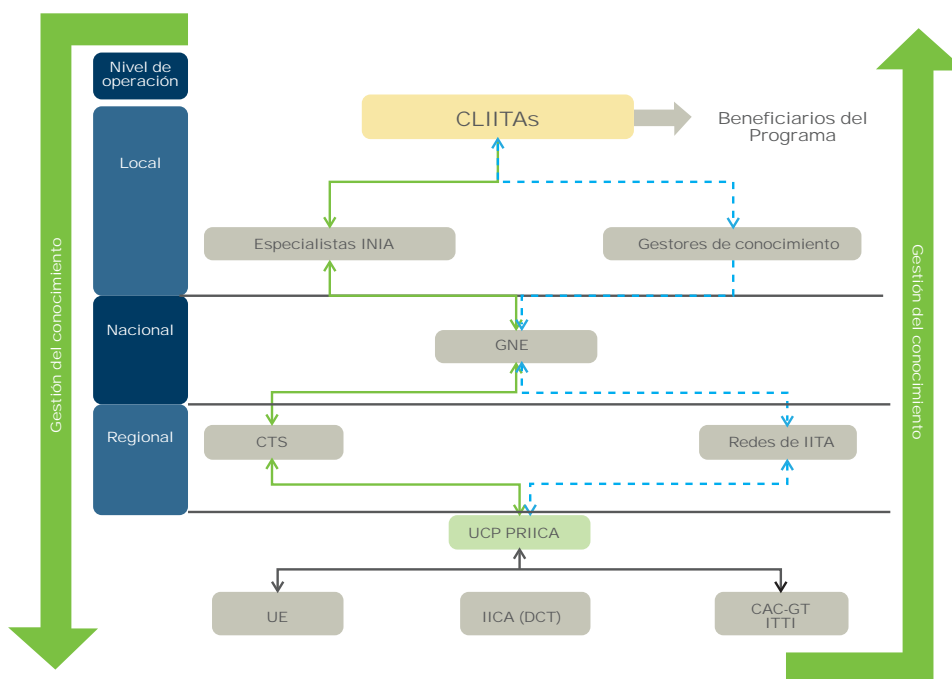 Nivel de
operación
CLIITAs
Beneficiarios del
Programa
Local
Especialistas INIA
Gestores de conocimiento
Gestión del conocimiento
Gestión del conocimiento
Nacional
GNE
Regional
CTS
Redes de IITA
UCP PRIICA
UE
IICA (DCT)
CAC-GT
ITTI